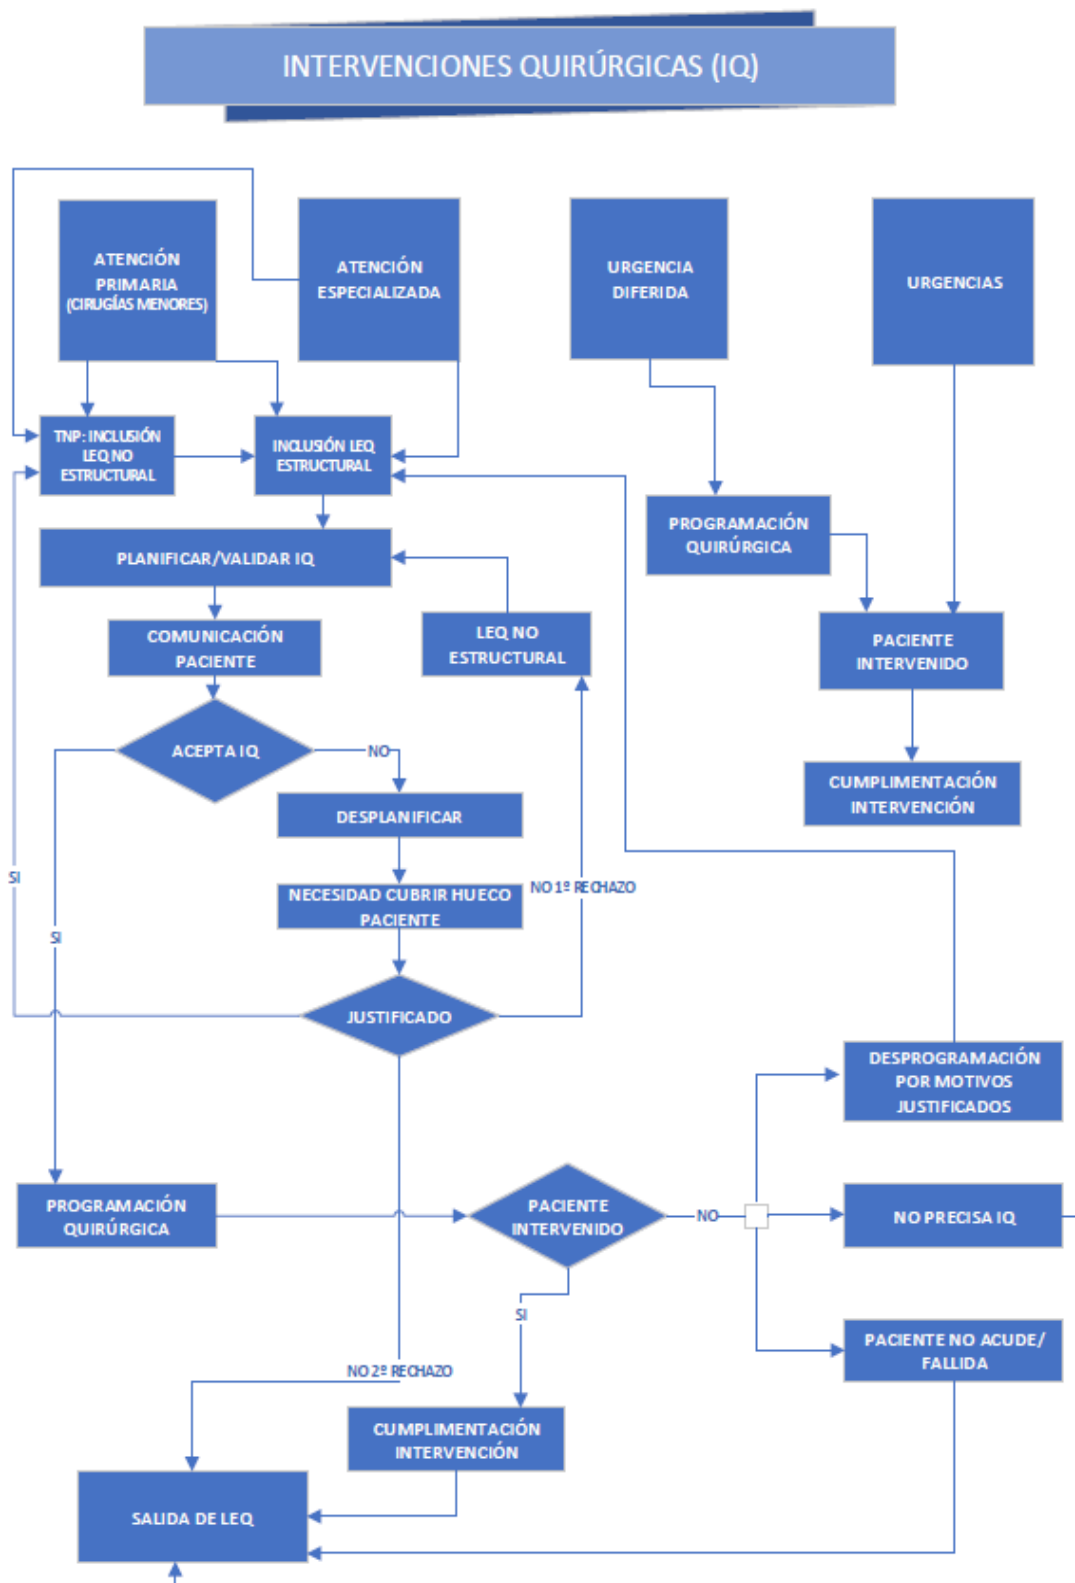 INTERVENCIONES QUIRÚRGICAS (IQ)
ATENCIÓN
PRIMARIA
(CIRUGÍAS MENORES)
ATENCIÓN
ESPECIALIZADA
URGENCIA
DIFERIDA
URGENCIAS
TNP: INCLUSIÓN
LEQ NO
ESTRUCTURAL
INCLUSIÓN LEQ
ESTRUCTURAL
PROGRAMACIÓN
QUIRÚRGICA
PLANIFICAR/VALIDAR IQ
COMUNICACIÓN
PACIENTE
LEQ NO
ESTRUCTURAL
PACIENTE
INTERVENIDO
ACEPTA IQ
NO
CUMPLIMENTACIÓN
INTERVENCIÓN
DESPLANIFICAR
SI
NECESIDAD CUBRIR HUECO
PACIENTE
NO 1º RECHAZO
SI
JUSTIFICADO
DESPROGRAMACIÓN
POR MOTIVOS
JUSTIFICADOS
PROGRAMACIÓN
QUIRÚRGICA
PACIENTE
INTERVENIDO
NO
NO PRECISA IQ
SI
PACIENTE NO ACUDE/
FALLIDA
NO 2º RECHAZO
CUMPLIMENTACIÓN
INTERVENCIÓN
SALIDA DE LEQ